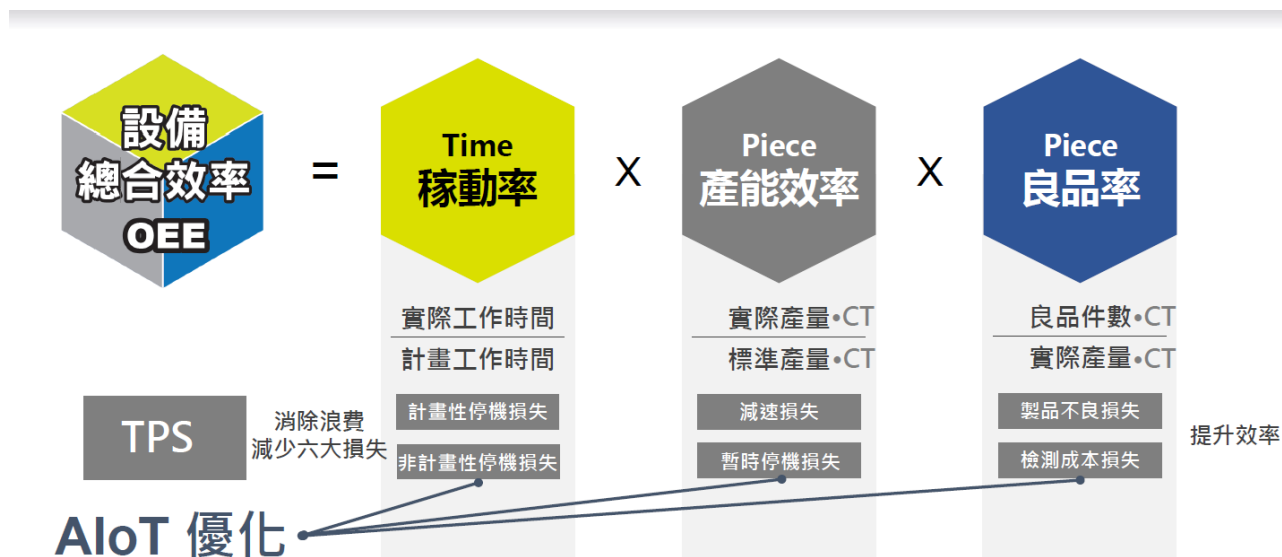 設備
總合效率
OEE
=
Time
稼動率
X
Piece
產能效率
X
Piece
良品率
實際工作時間
計畫工作時間
實際產量•CT
標準產量•CT
良品件數•CT
實際產量•CT
TPS
消除浪費
減少六大損失
計畫性停機損失
非計畫性停機損失
減速損失
暫時停機損失
製品不良損失
檢測成本損失
提升效率
AIoT 優化